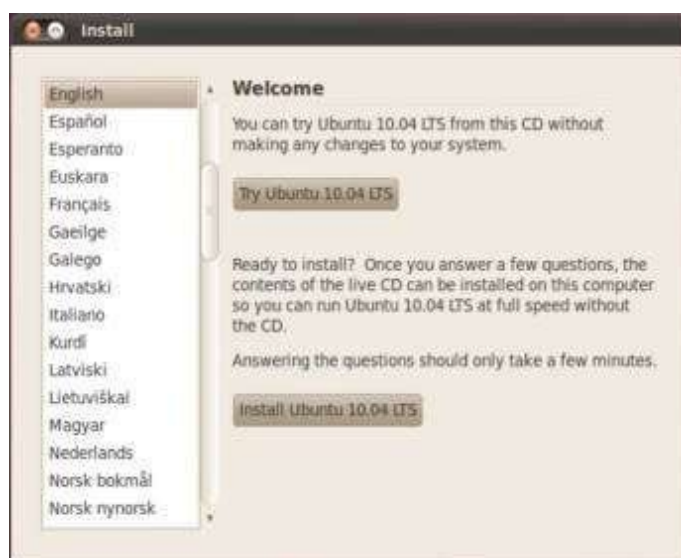 Install
English
Español
Esperanto
Euskara
Français
Gaeilge
Galego
Hrvatski
Italiano
Kurdî
Latviski
Lietuviškai
Magyar
Nederlands
Norsk bokmål
Norsk nynorsk
Welcome
You can try Ubuntu 10.04 LTS from this CD without
making any changes to your system.
Try Ubuntu 10.04 LTS
Ready to install? Once you answer a few questions, the
contents of the live CD can be installed on this computer
so you can run Ubuntu 10.04 LTS at full speed without
the CD.
Answering the questions should only take a few minutes.
Install Ubuntu 10.04 LTS